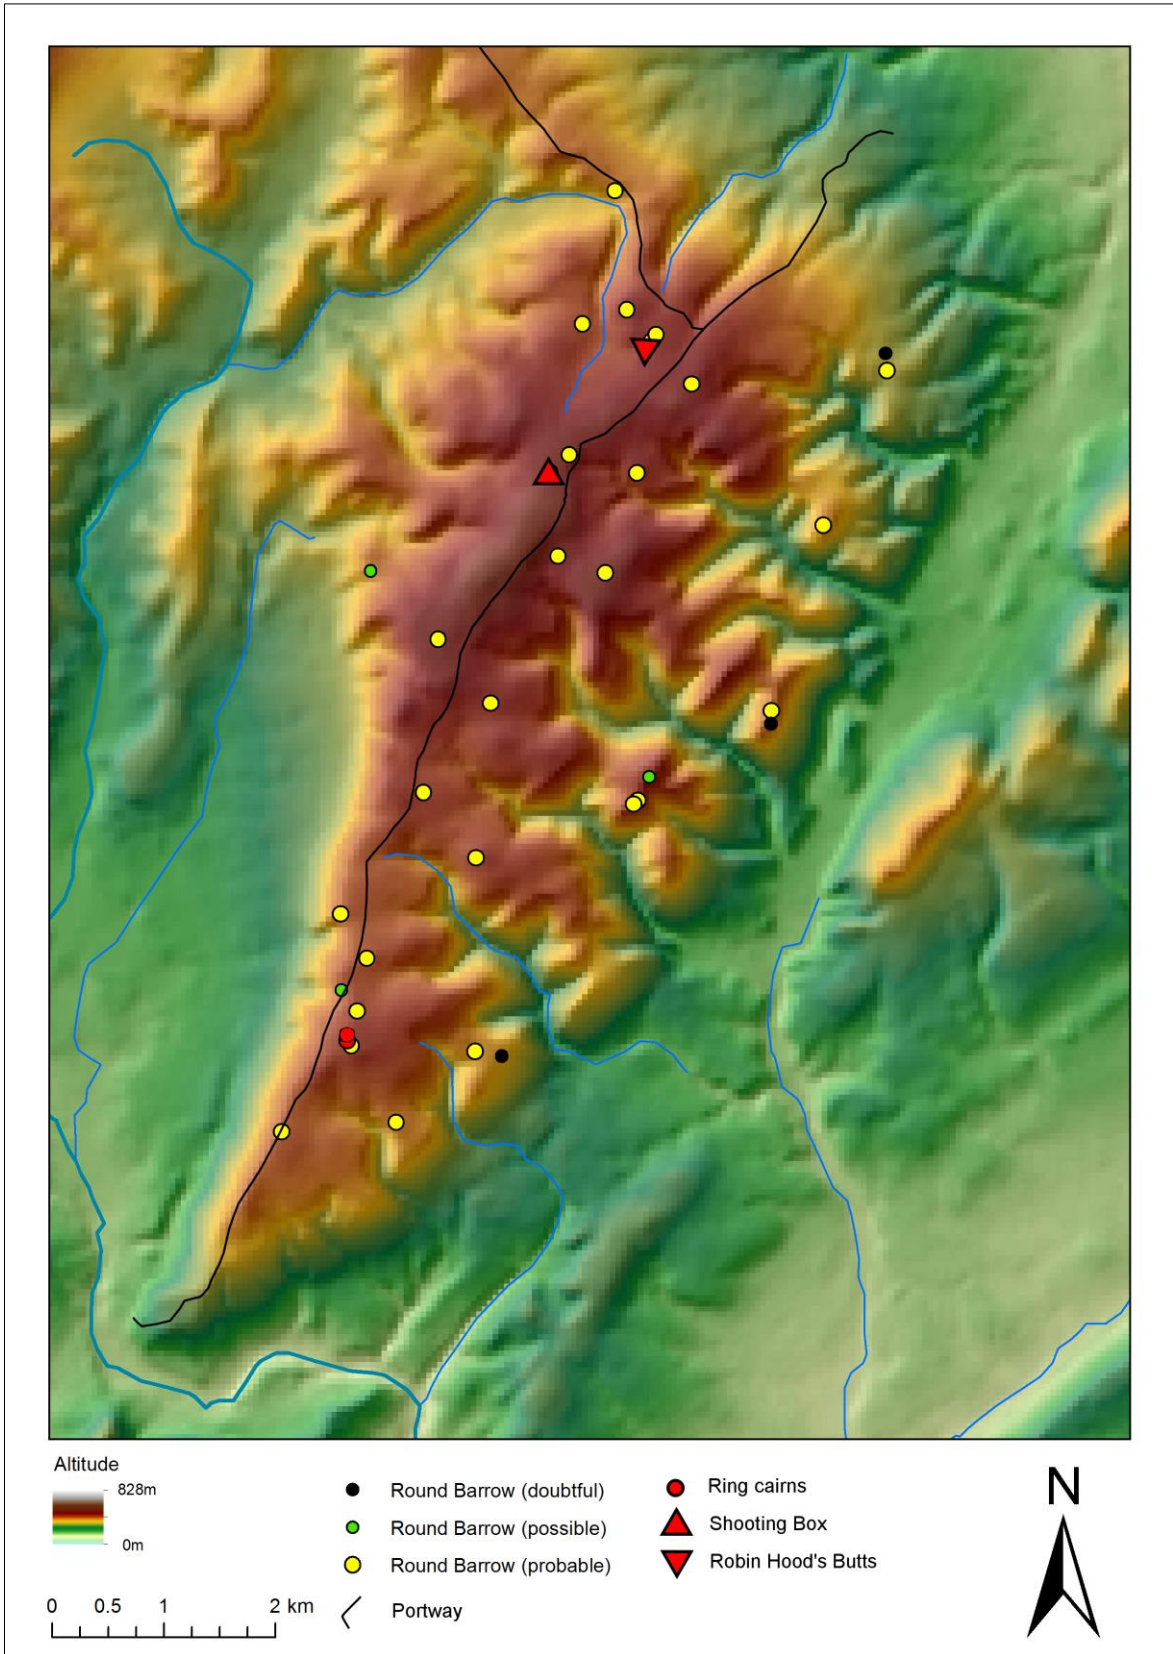 Altitude
828m
0m
0 0.5 1 2 km
Round Barrow (doubtful)
Round Barrow (possible)
Round Barrow (probable)
Portway
Ring cairns
Shooting Box
Robin Hood's Butts
N